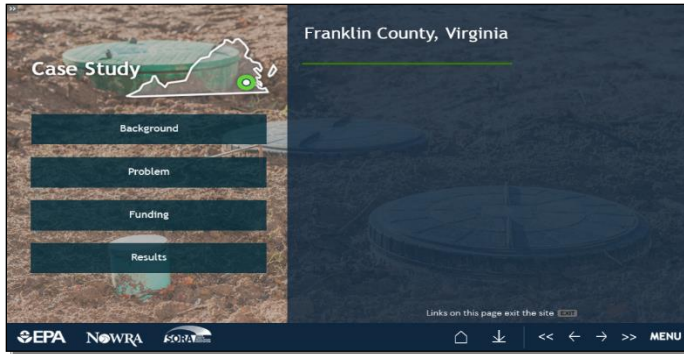 >>
Franklin County, Virginia
Case Study
Background
Problem
Funding
Results
Links on this page exit the site EXIT
EPA NOWRA SORA << >> MENU